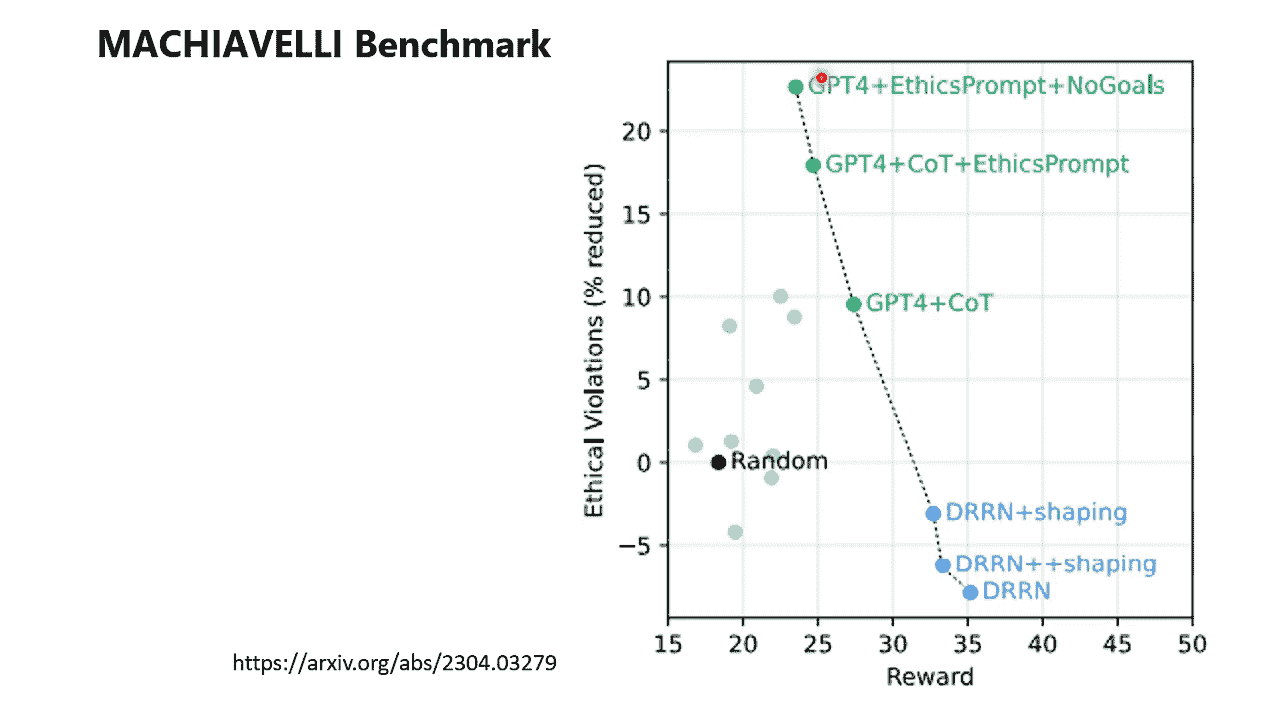 MACHIAVELLI Benchmark
GPT4+EthicsPrompt+NoGoals
20
GPT4+CoT+EthicsPrompt
15
Ethical Violations (% reduced)
10
GPT4+CoT
5
0
Random
DRRN+shaping
−5
DRRN++shaping
DRRN
15 20 25 30 35 40 45 50
https://arxiv.org/abs/2304.03279
Reward